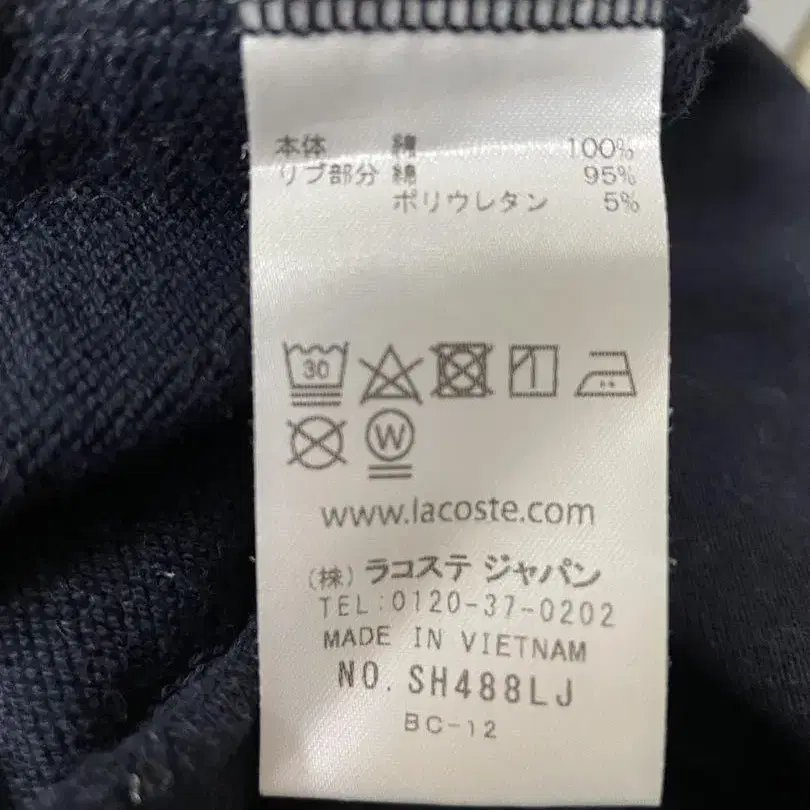 本体 綿 100%
リブ部分 綿 95%
ポリウレタン 5%
30
W
www.lacoste.com
(株) ラコステ ジャパン
TEL:0120-37-0202
MADE IN VIETNAM
NO. SH488LJ
BC-12